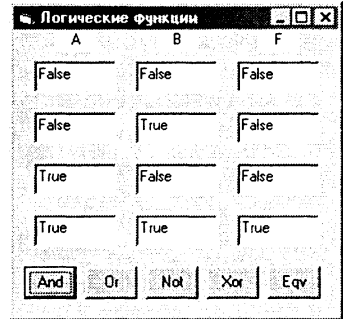 Логические функции
A B F
False False False
False True False
True False False
True True True
And Or Not Xor Eqv